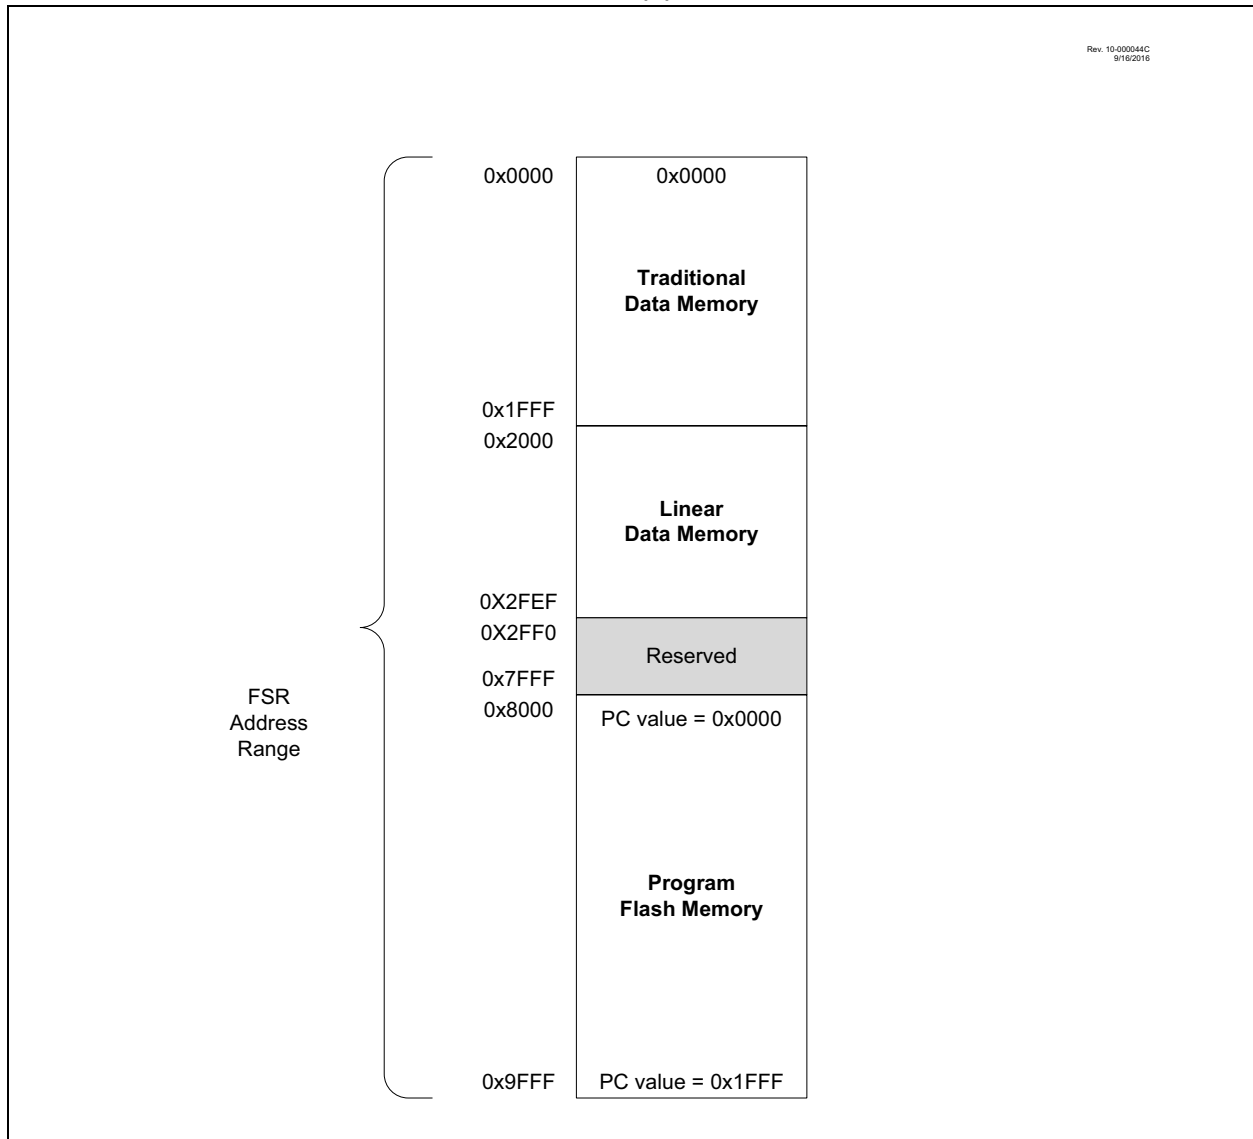 Rev. 10-000044C
9/16/2016
0x0000
0x0000
Traditional
Data Memory
0x1FFF
0x2000
Linear
Data Memory
0X2FEF
0X2FF0
Reserved
0x7FFF
0x8000
PC value = 0x0000
FSR
Address
Range
Program
Flash Memory
0x9FFF
PC value = 0x1FFF